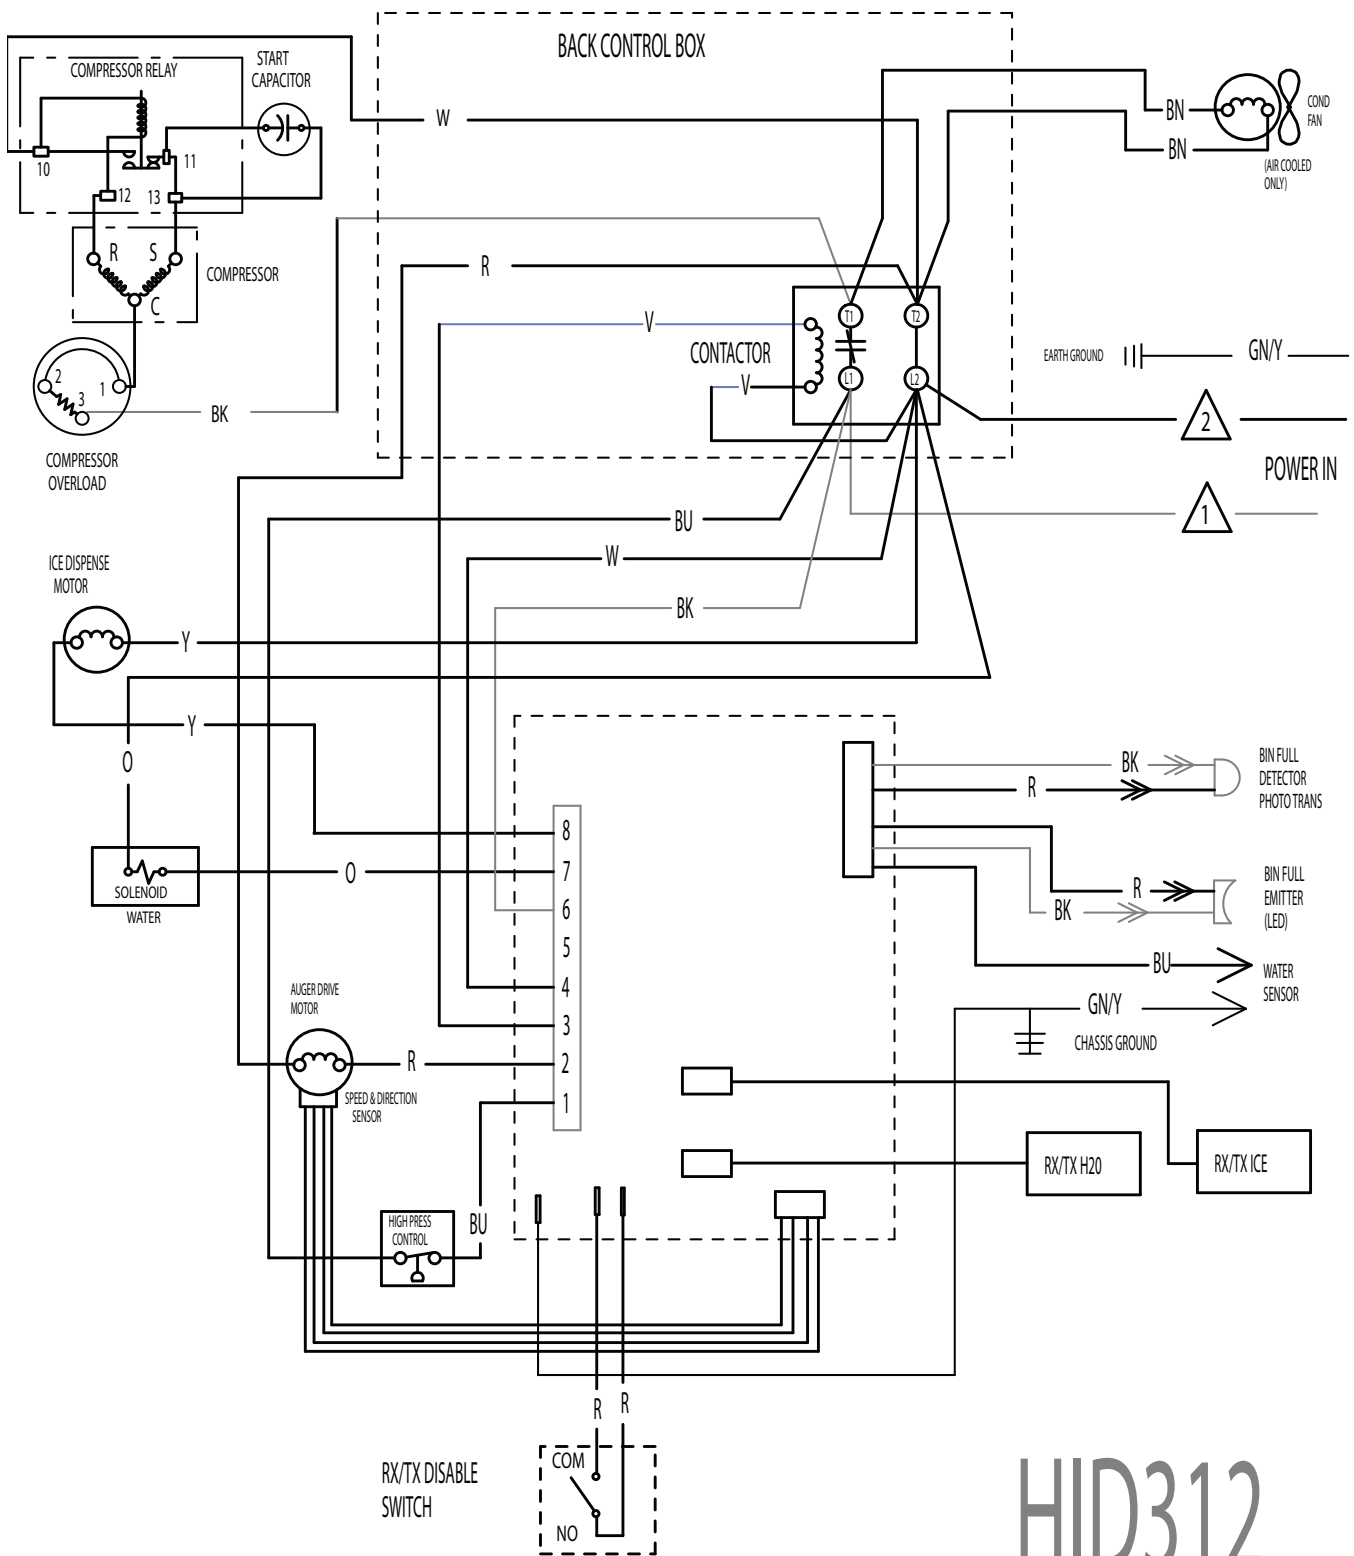 BACK CONTROL BOX
START
CAPACITOR
COMPRESSOR RELAY
COND
FAN
BN
W
BN
(AIR COOLED
ONLY)
10
11
12
13
R
S
COMPRESSOR
C
R
T1
T2
V
CONTACTOR
EARTH GROUND
GN/Y
V
L1
L2
2
1
3
BK
2
COMPRESSOR
OVERLOAD
POWER IN
1
BU
W
ICE DISPENSE
MOTOR
BK
Y
Y
O
BIN FULL
DETECTOR
PHOTO TRANS
BK
R
8
7
6
5
4
3
2
1
O
SOLENOID
WATER
BIN FULL
EMITTER
(LED)
R
BK
BU
WATER
SENSOR
GN/Y
CHASSIS GROUND
AUGER DRIVE
MOTOR
R
SPEED & DIRECTION
SENSOR
RX/TX H20
RX/TX ICE
HIGH PRESS
CONTROL
BU
R
R
RX/TX DISABLE
SWITCH
COM
NO
HID312